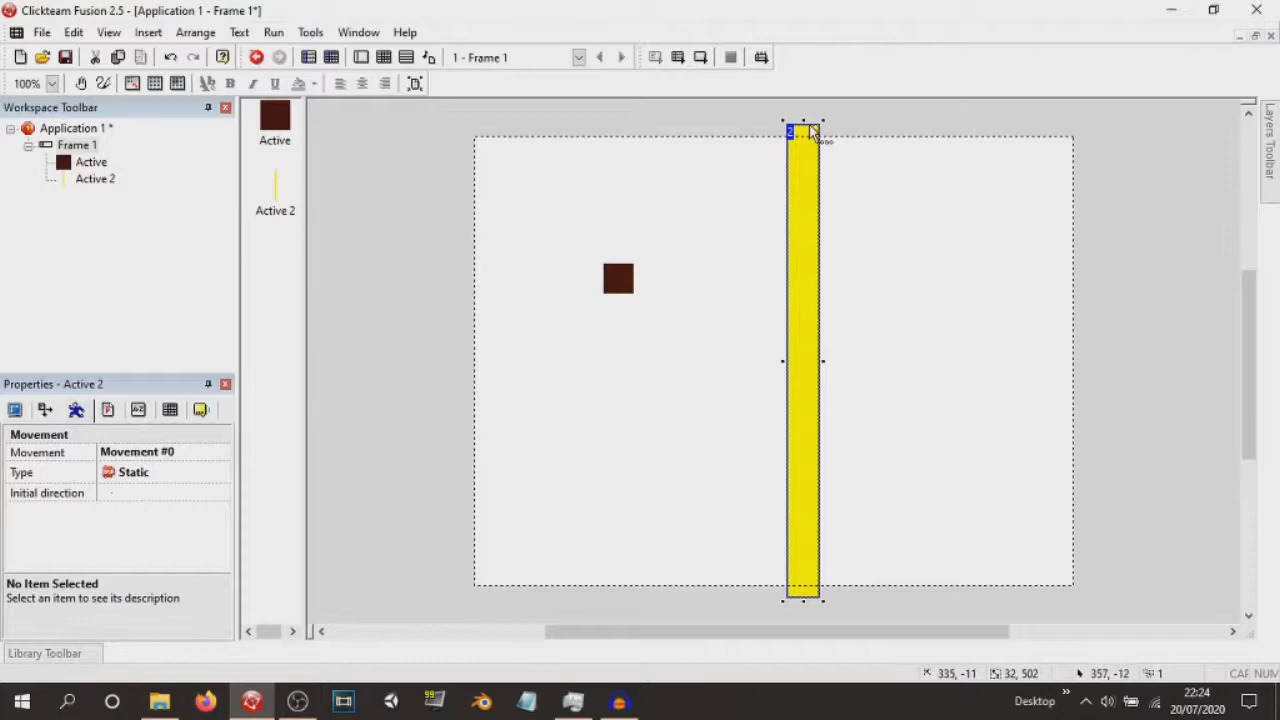 Clickteam Fusion 2.5 - [Application 1 - Frame 1*]
File Edit View Insert Arrange Text Run Tools Window Help
1 - Frame 1
100% B I U
Workspace Toolbar
Application 1 *
Frame 1
Active
Active 2
Active
Active 2
2
Layers Toolbar
Properties - Active 2
Movement
Movement Movement #0
Type Static
Initial direction
No Item Selected
Select an item to see its description
Library Toolbar
335, -11 32, 502 357, -12 1 CAP NUM
99
Desktop
22:24
20/07/2020